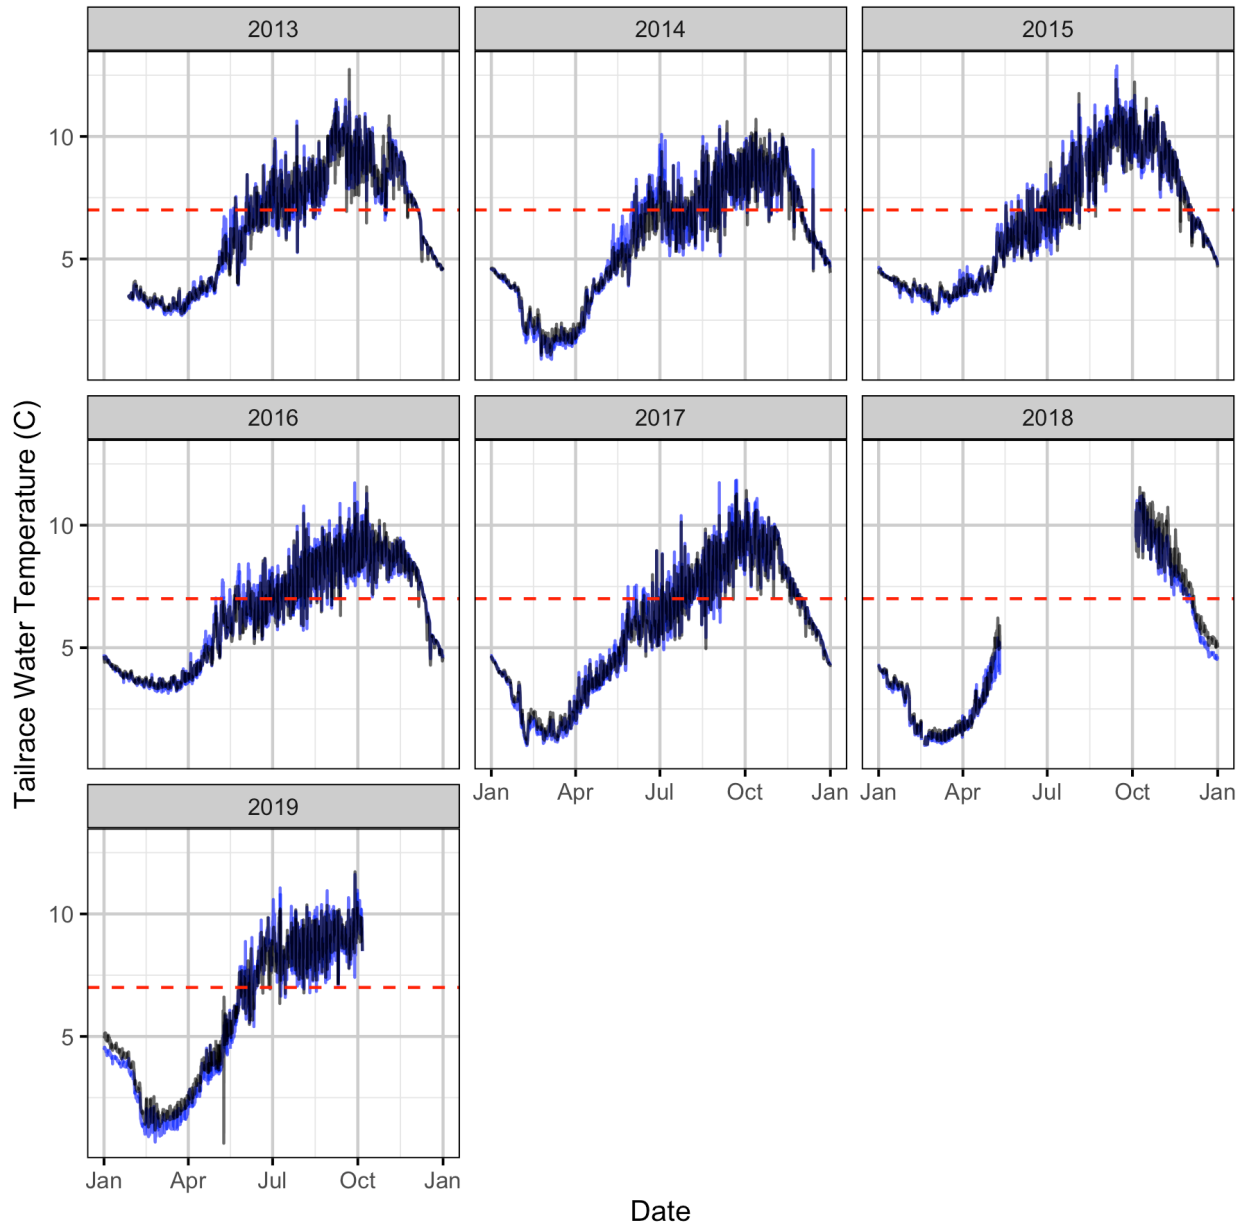 2013 2014 2015
10
5
2016 2017 2018
10
5
Jan Apr Jul Oct Jan Jan Apr Jul Oct Jan
2019
10
5
Jan Apr Jul Oct Jan
Tailrace Water Temperature (C)
Date